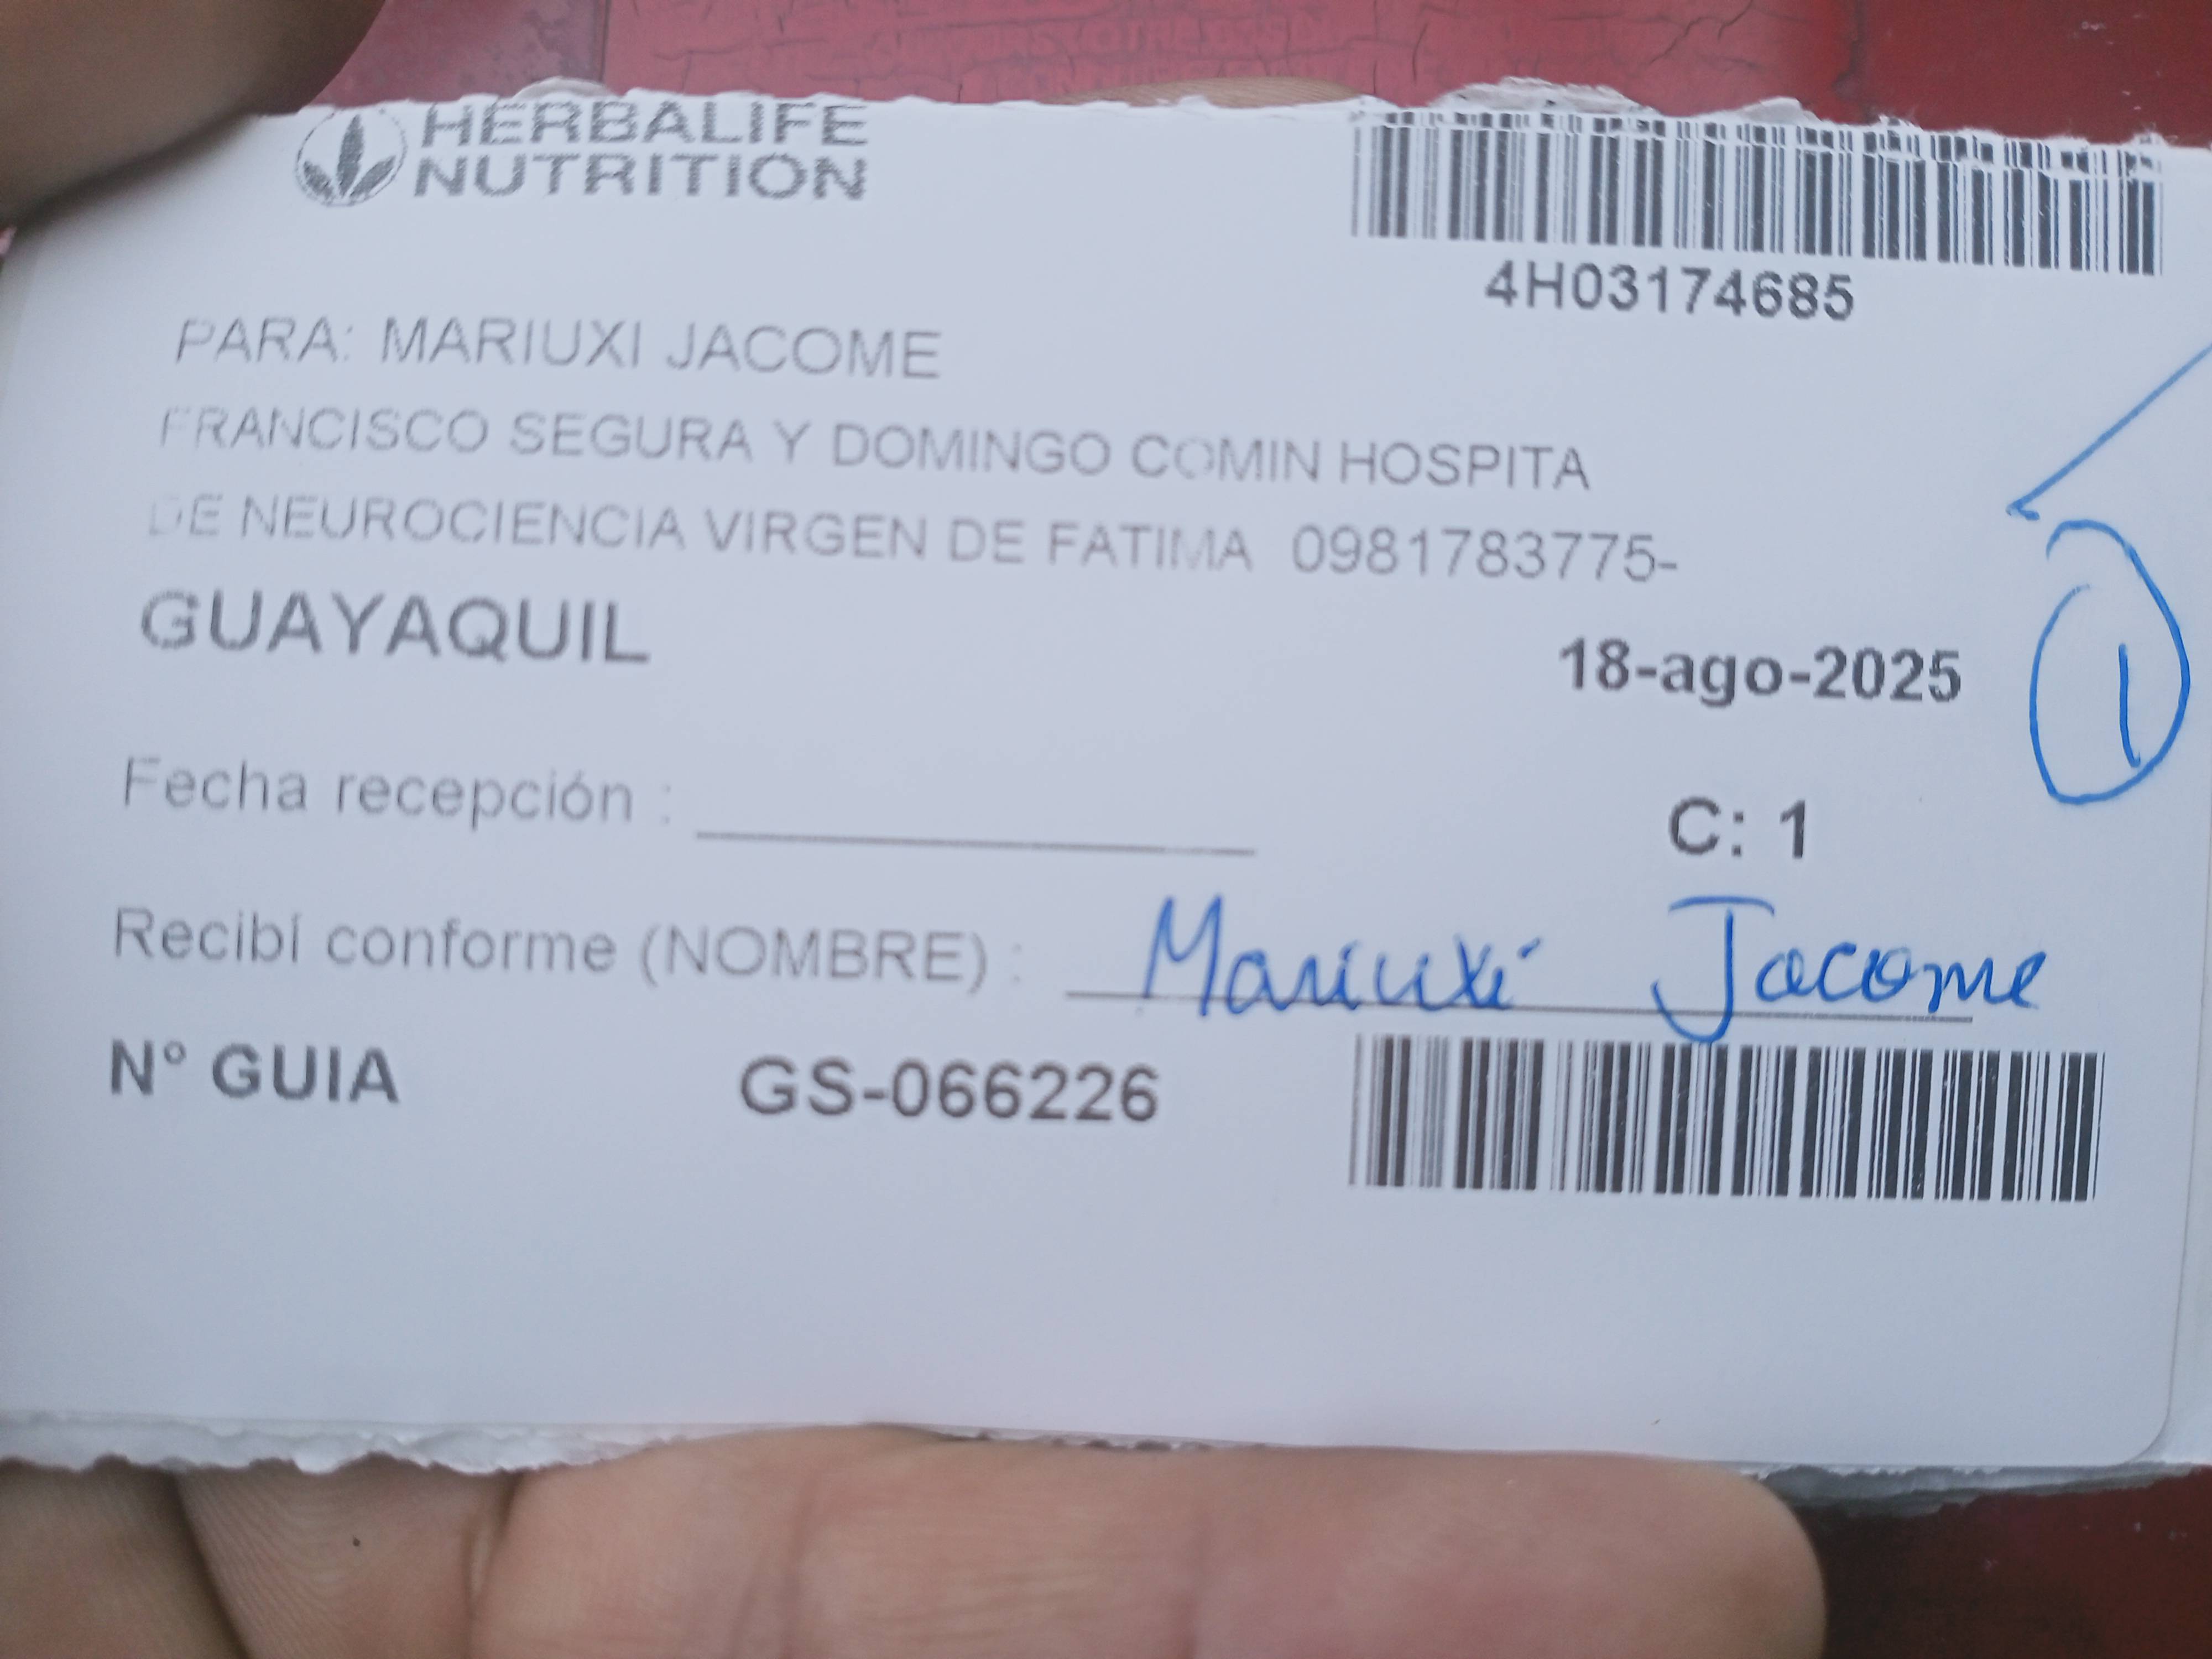 HERBALIFE
NUTRITION
4H03174685
PARA: MARIUXI JACOME
FRANCISCO SEGURA Y DOMINGO COMIN HOSPITA
DE NEUROCIENCIA VIRGEN DE FATIMA 0981783775-
GUAYAQUIL
18-ago-2025
1
Fecha recepción :
C: 1
Recibí conforme (NOMBRE) : Mariuxi Jacome
N° GUIA GS-066226